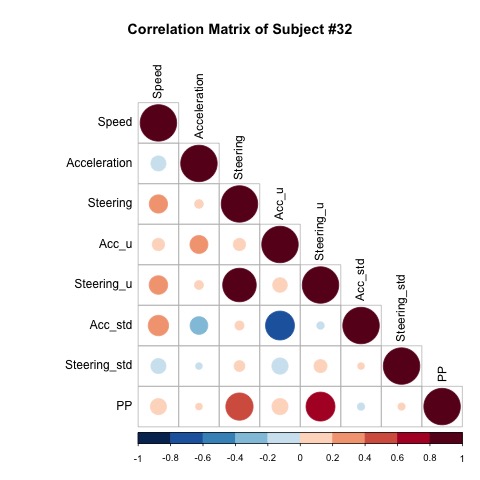 Correlation Matrix of Subject #32
Speed
Acceleration
Steering
Acc_u
Steering_u
Acc_std
Steering_std
PP
Speed
Acceleration
Steering
Acc_u
Steering_u
Acc_std
Steering_std
PP
-1 -0.8 -0.6 -0.4 -0.2 0 0.2 0.4 0.6 0.8 1